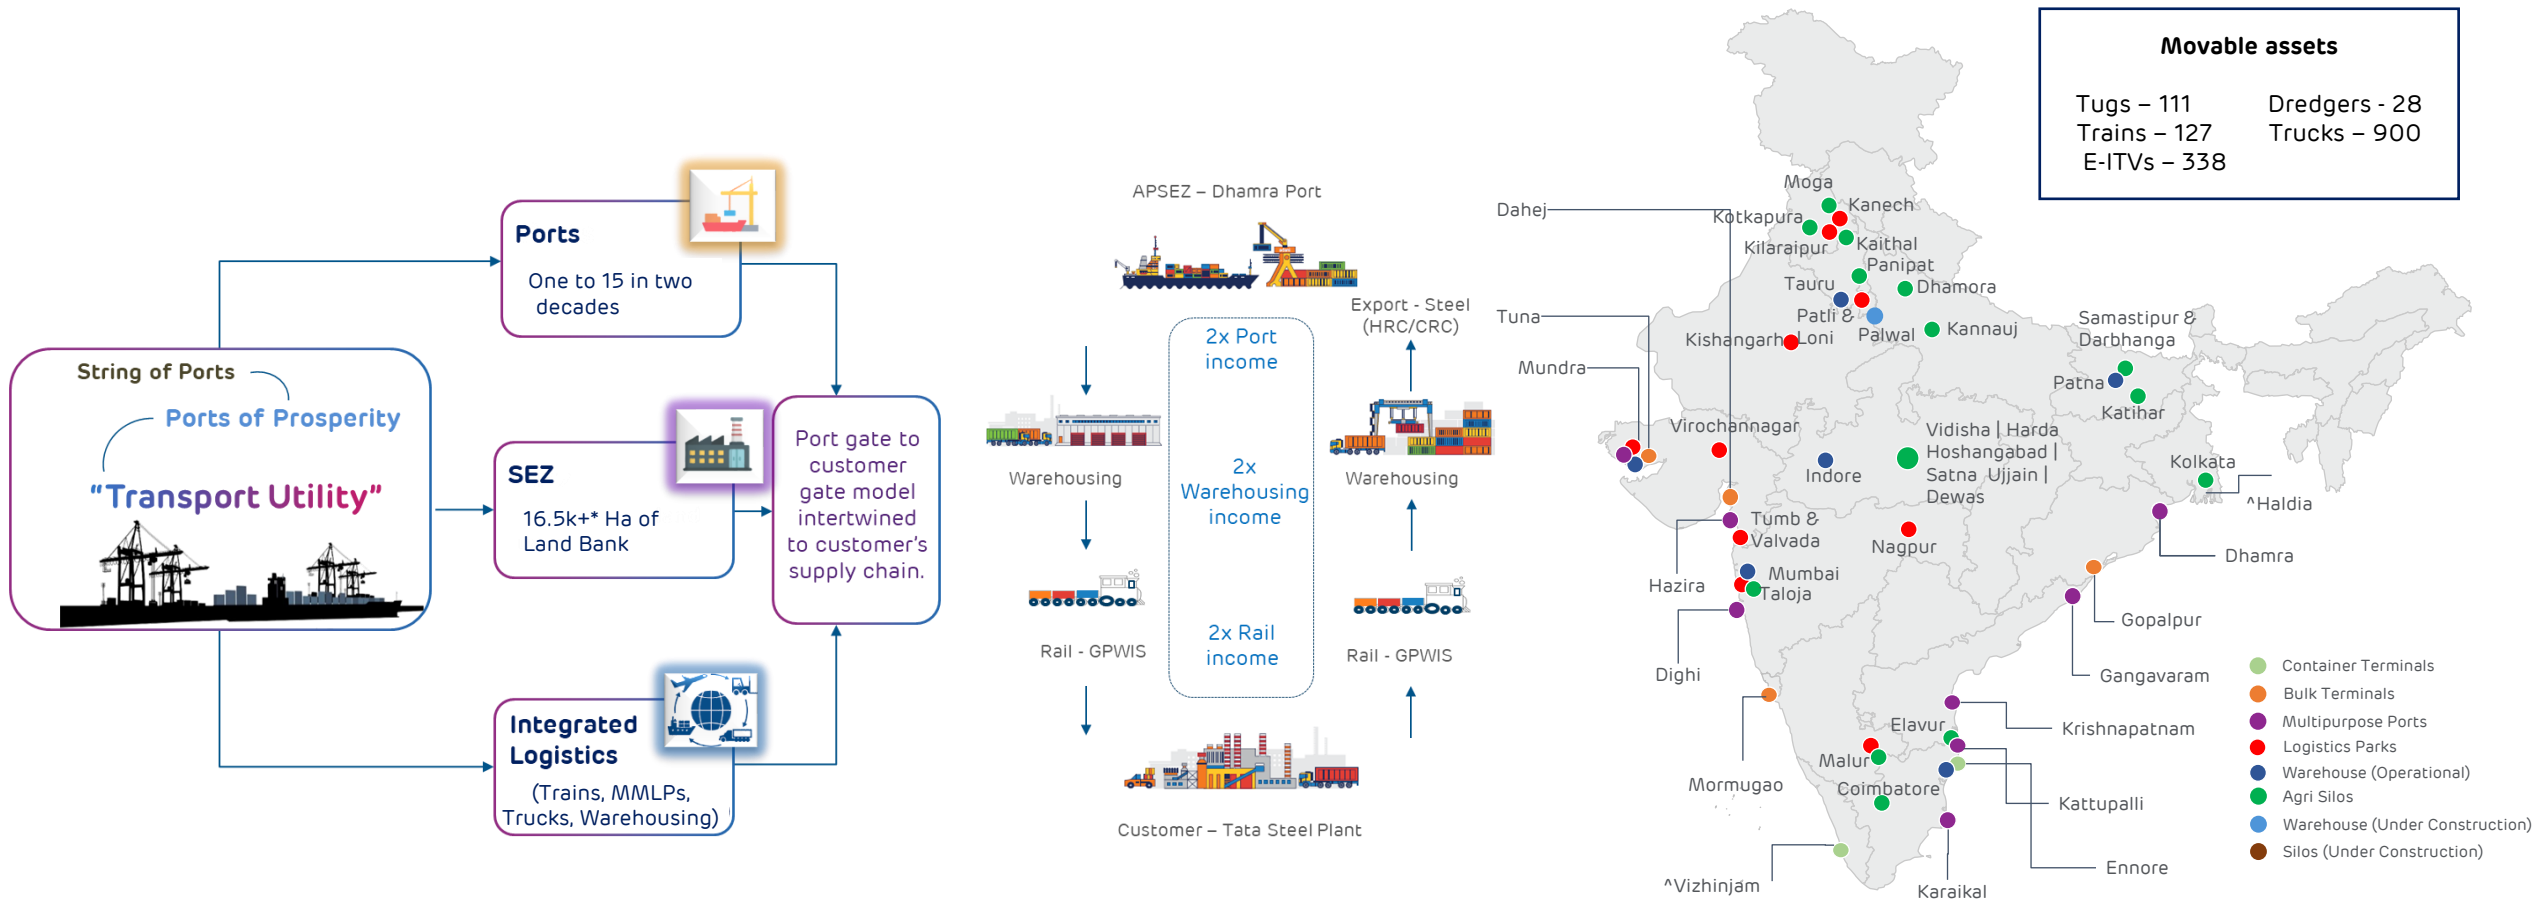 String of Ports
Ports of Prosperity
“Transport Utility”
Ports
One to 15 in two
decades
SEZ
16.5k+* Ha of
Land Bank
Integrated
Logistics
(Trains, MMLPs,
Trucks, Warehousing)
Port gate to
customer
gate model
intertwined
to customer’s
supply chain.
APSEZ – Dhamra Port
Export - Steel
(HRC/CRC)
2x Port
income
Warehousing
2x
Warehousing
income
Warehousing
Rail - GPWIS
2x Rail
income
Rail - GPWIS
Customer – Tata Steel Plant
Movable assets
Tugs – 111
Dredgers - 28
Trains – 127
Trucks – 900
E-ITVs – 338
Moga
Kanech
Dahej
Kotkapura
Kilaraipur
Kaithal
Panipat
Tauru
Dhamora
Tuna
Patli &
Loni
Palwal
Kannauj
Kishangarh
Samastipur &
Darbhanga
Mundra
Patna
Katihar
Virochannagar
Vidisha | Harda
Hoshangabad |
Satna Ujjain |
Dewas
Indore
Kolkata
^Haldia
Tumb &
Valvada
Nagpur
Dhamra
Hazira
Mumbai
Taloja
Gopalpur
Dighi
Gangavaram
Elavur
Krishnapatnam
Malur
Mormugao
Coimbatore
Kattupalli
Ennore
^Vizhinjam
Karaikal
Container Terminals
Bulk Terminals
Multipurpose Ports
Logistics Parks
Warehouse (Operational)
Agri Silos
Warehouse (Under Construction)
Silos (Under Construction)